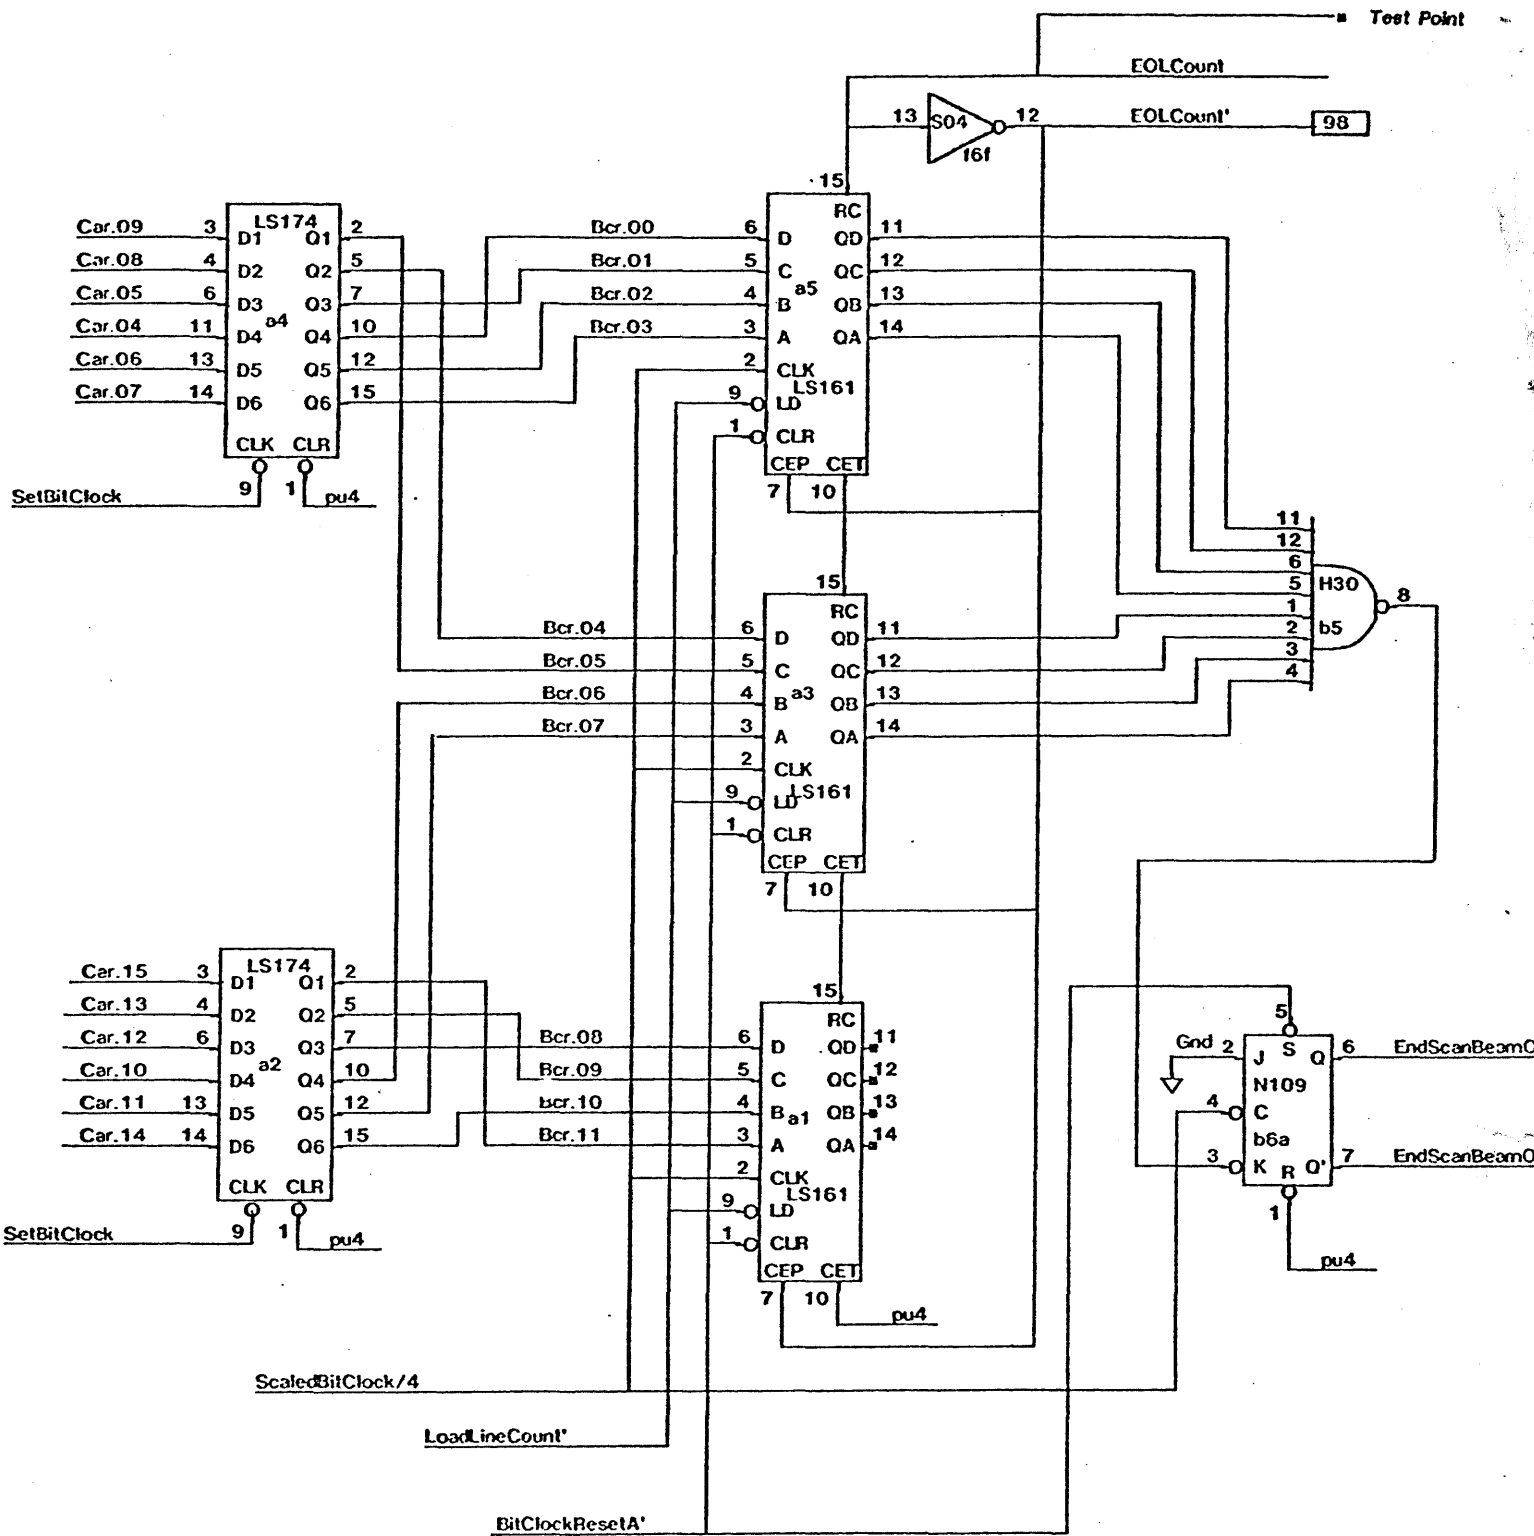 Test Point
EOLCount
13 S04 12 EOLCount' 98
f6f
15
LS174 RC
Car.09 3 D1 Q1 2 Bcr.00 6 D QD 11
Car.08 4 D2 Q2 5 Bcr.01 5 C QC 12
a5
Car.05 6 D3 Q3 7 Bcr.02 4 B QB 13
a4
Car.04 11 D4 Q4 10 Bcr.03 3 A QA 14
Car.06 13 D5 Q5 12 2 CLK
LS161
Car.07 14 D6 Q6 15 9 LD
CLK CLR 1 CLR
CEP CET
SetBitClock 9 1 pu4 7 10
11
12
6
15 5 H30
RC 8
Bcr.04 6 D QD 11 1
b5
Bcr.05 5 C QC 12 2
3
Bcr.06 4 B a3 QB 13 4
Bcr.07 3 A QA 14
2 CLK
9 LD LS161
1 CLR
CEP CET
7 10
LS174
Car.15 3 D1 Q1 2 15
Car.13 4 D2 Q2 5 RC 5
Car.12 6 D3 Q3 7 Bcr.08 6 D QD 11 Gnd 2 J S Q 6 EndScanBeamO
a2
Car.10 D4 Q4 10 Bcr.09 5 C QC 12 N109
Car.11 13 D5 Q5 12 Bcr.10 4 B a1 QB 13 4 C
Car.14 14 D6 Q6 15 Bcr.11 3 A QA 14 b6a
2 CLK 3 K R Q' 7 EndScanBeamO
CLK CLR LS161
9 LD 1
SetBitClock 9 1 pu4 1 CLR pu4
CEP CET
7 10 pu4
ScaledBitClock/4
LoadLineCount'
BitClockResetA'